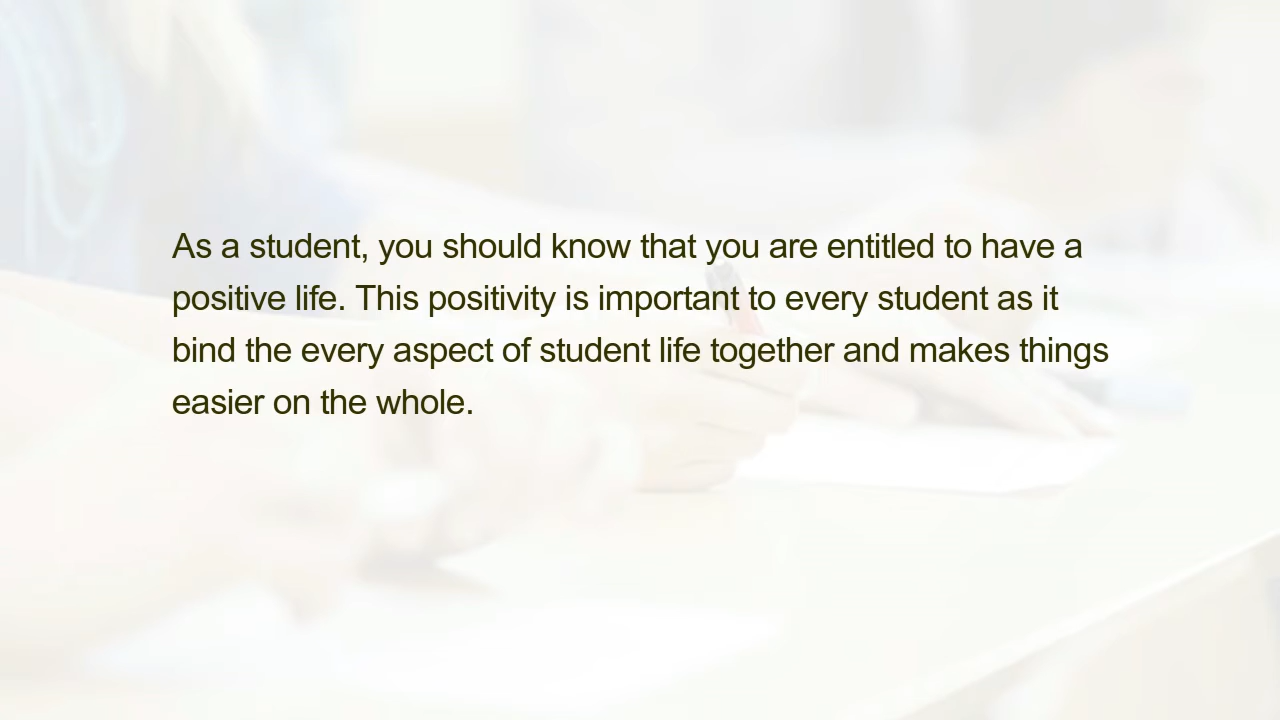 As a student, you should know that you are entitled to have a
positive life. This positivity is important to every student as it
bind the every aspect of student life together and makes things
easier on the whole.